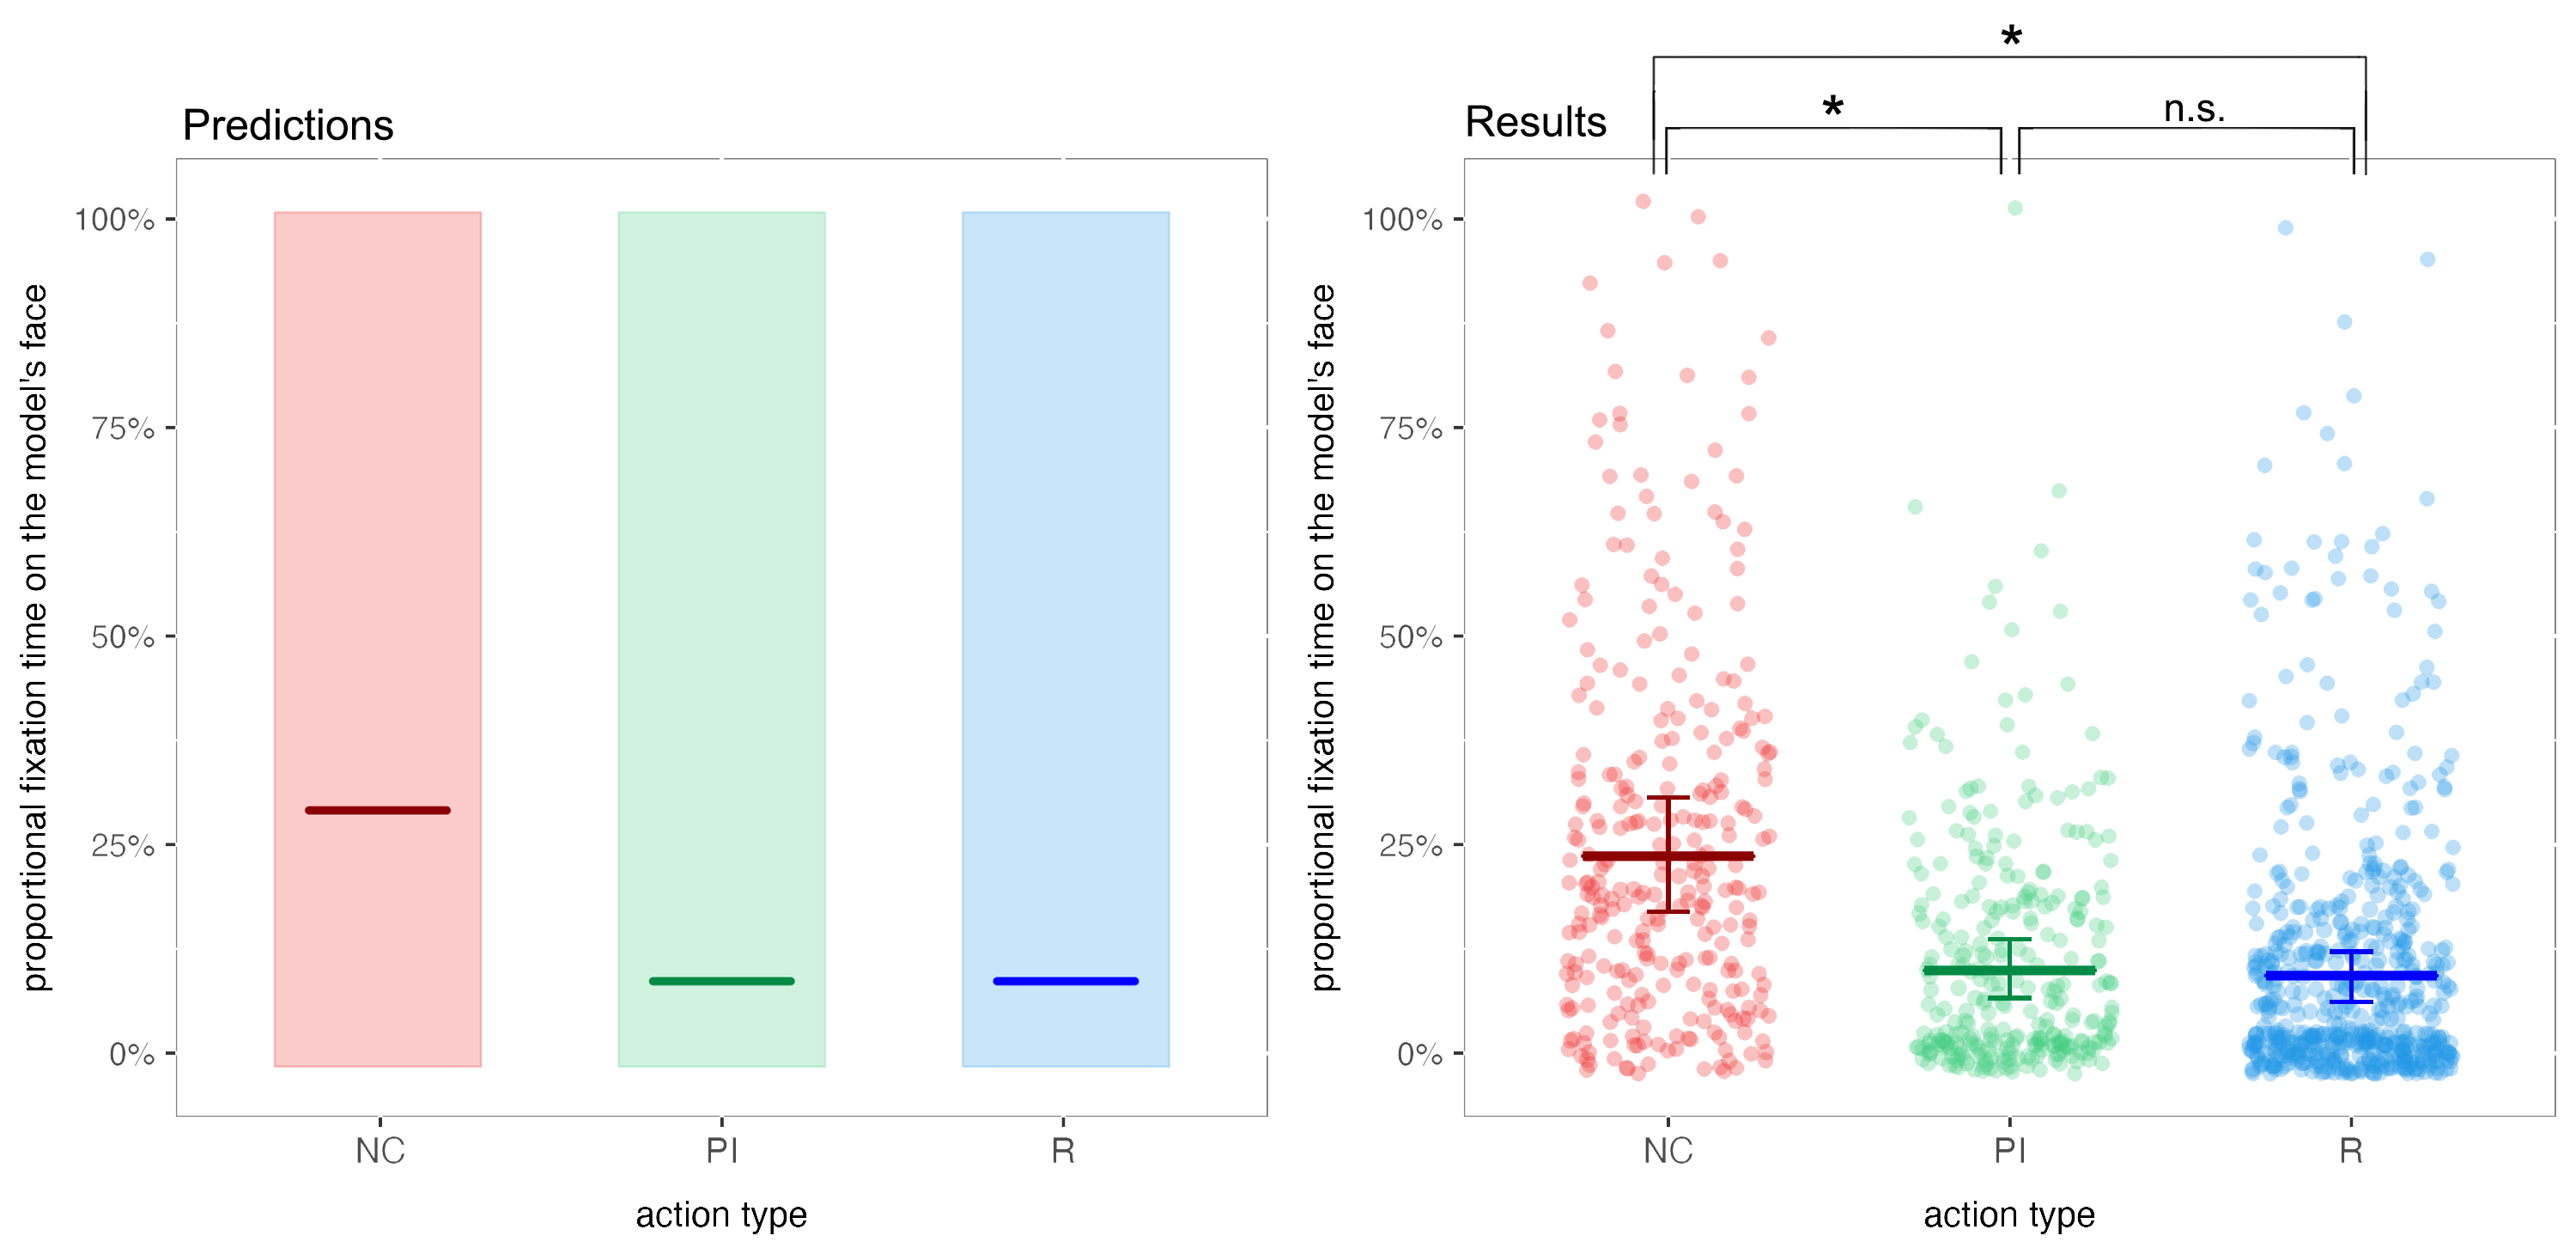 Predictions
proportional fixation time on the model's face
100%
75%
50%
25%
0%
NC PI R
action type
*
* n.s.
Results
proportional fixation time on the model's face
100%
75%
50%
25%
0%
NC PI R
action type